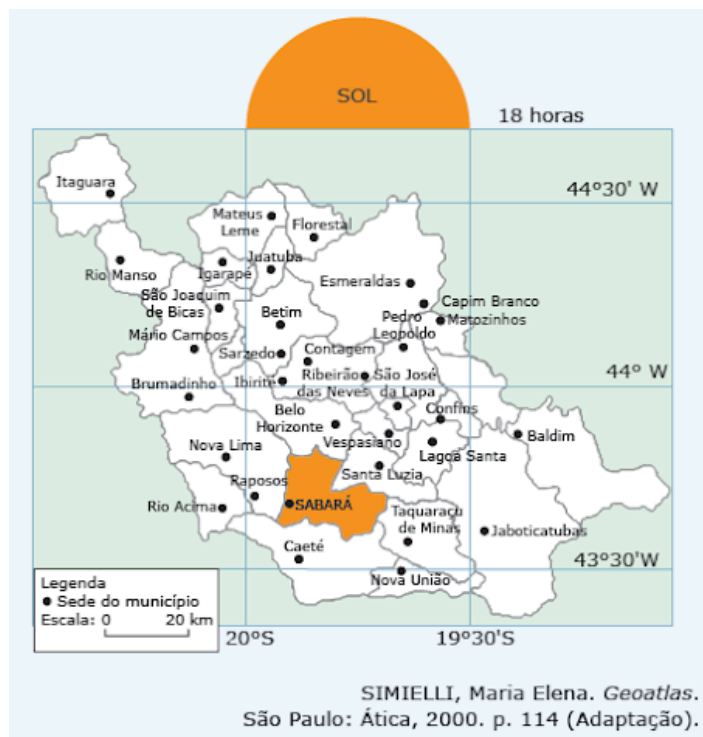 SOL
18 horas
44°30' W
Itaguara
Mateus
Leme
Florestal
Rio Manso
Igarapé
Juatuba
Esmeraldas
São Joaquim
de Bicas
Betim
Capim Branco
Pedro
Leopoldo
Matozinhos
Mário Campos
Sarzedo
Contagem
44° W
Brumadinho
Ibirité
Ribeirão
das Neves
São José
da Lapa
Belo
Horizonte
Confins
Vespasiano
Baldim
Nova Lima
Lagoa Santa
Santa Luzia
Raposos
Rio Acima
SABARÁ
Taquaraçu
de Minas
Jaboticatubas
Caeté
43°30'W
Nova União
Legenda
Sede do município
Escala: 0 20 km
20°S
19°30'S
SIMIELLI, Maria Elena. Geoatlas.
São Paulo: Ática, 2000. p. 114 (Adaptação).